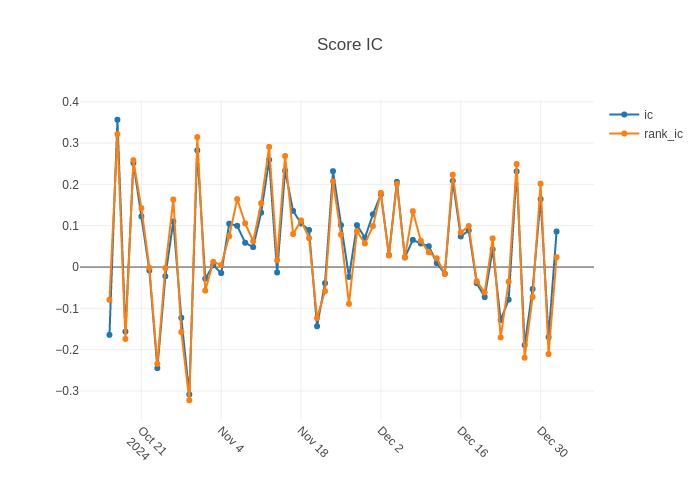 Score IC
0.4
0.3
0.2
0.1
0
−0.1
−0.2
−0.3
Oct 21
2024
Nov 4
Nov 18
Dec 2
Dec 16
Dec 30
ic
rank_ic